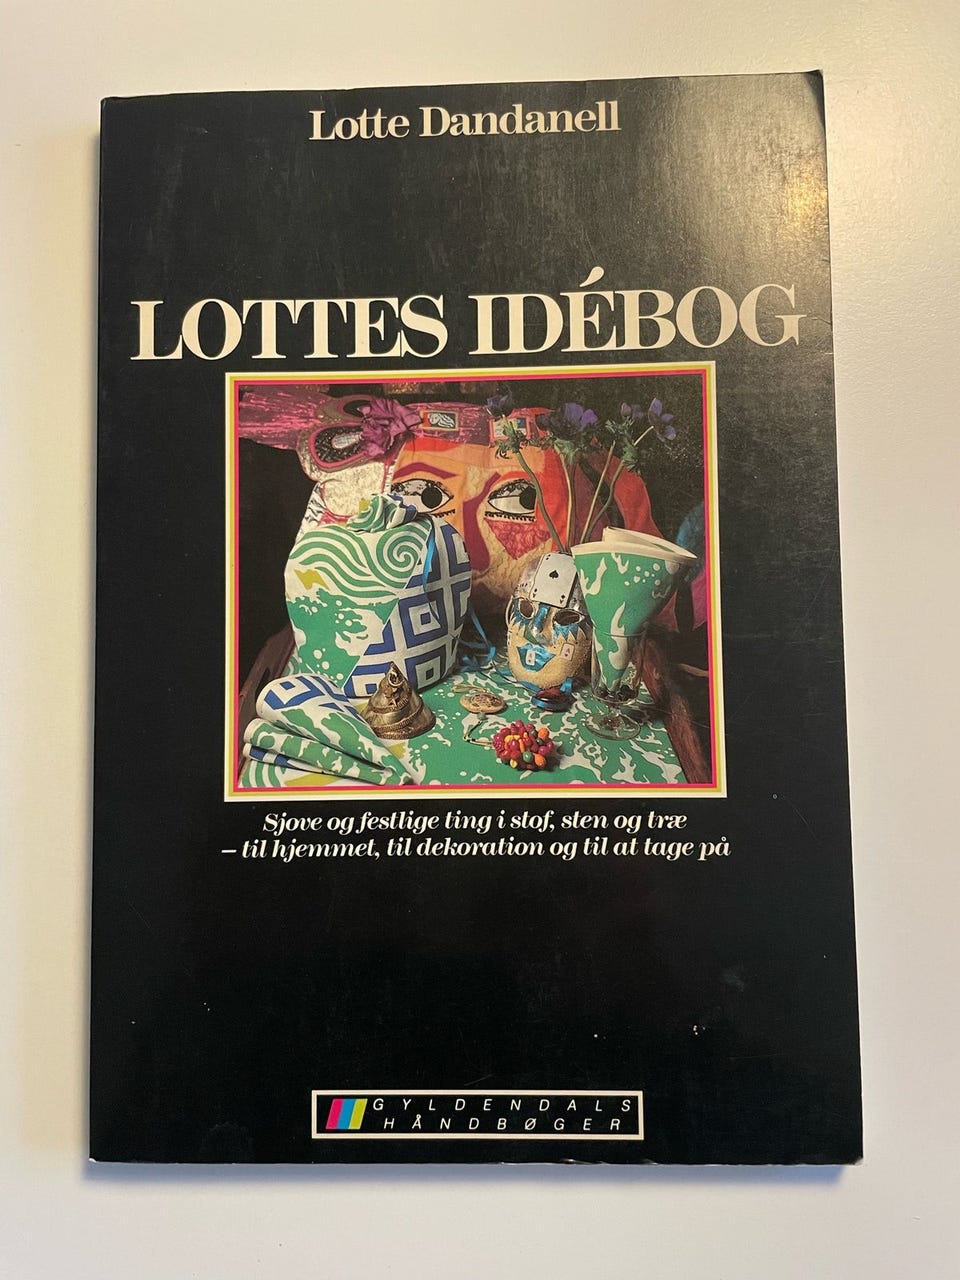 Lotte Dandanell
LOTTES IDÉBOG
Sjove og festlige ting i stof, sten og træ
– til hjemmet, til dekoration og til at tage på
GYLDENDALS
HÅNDBØGER